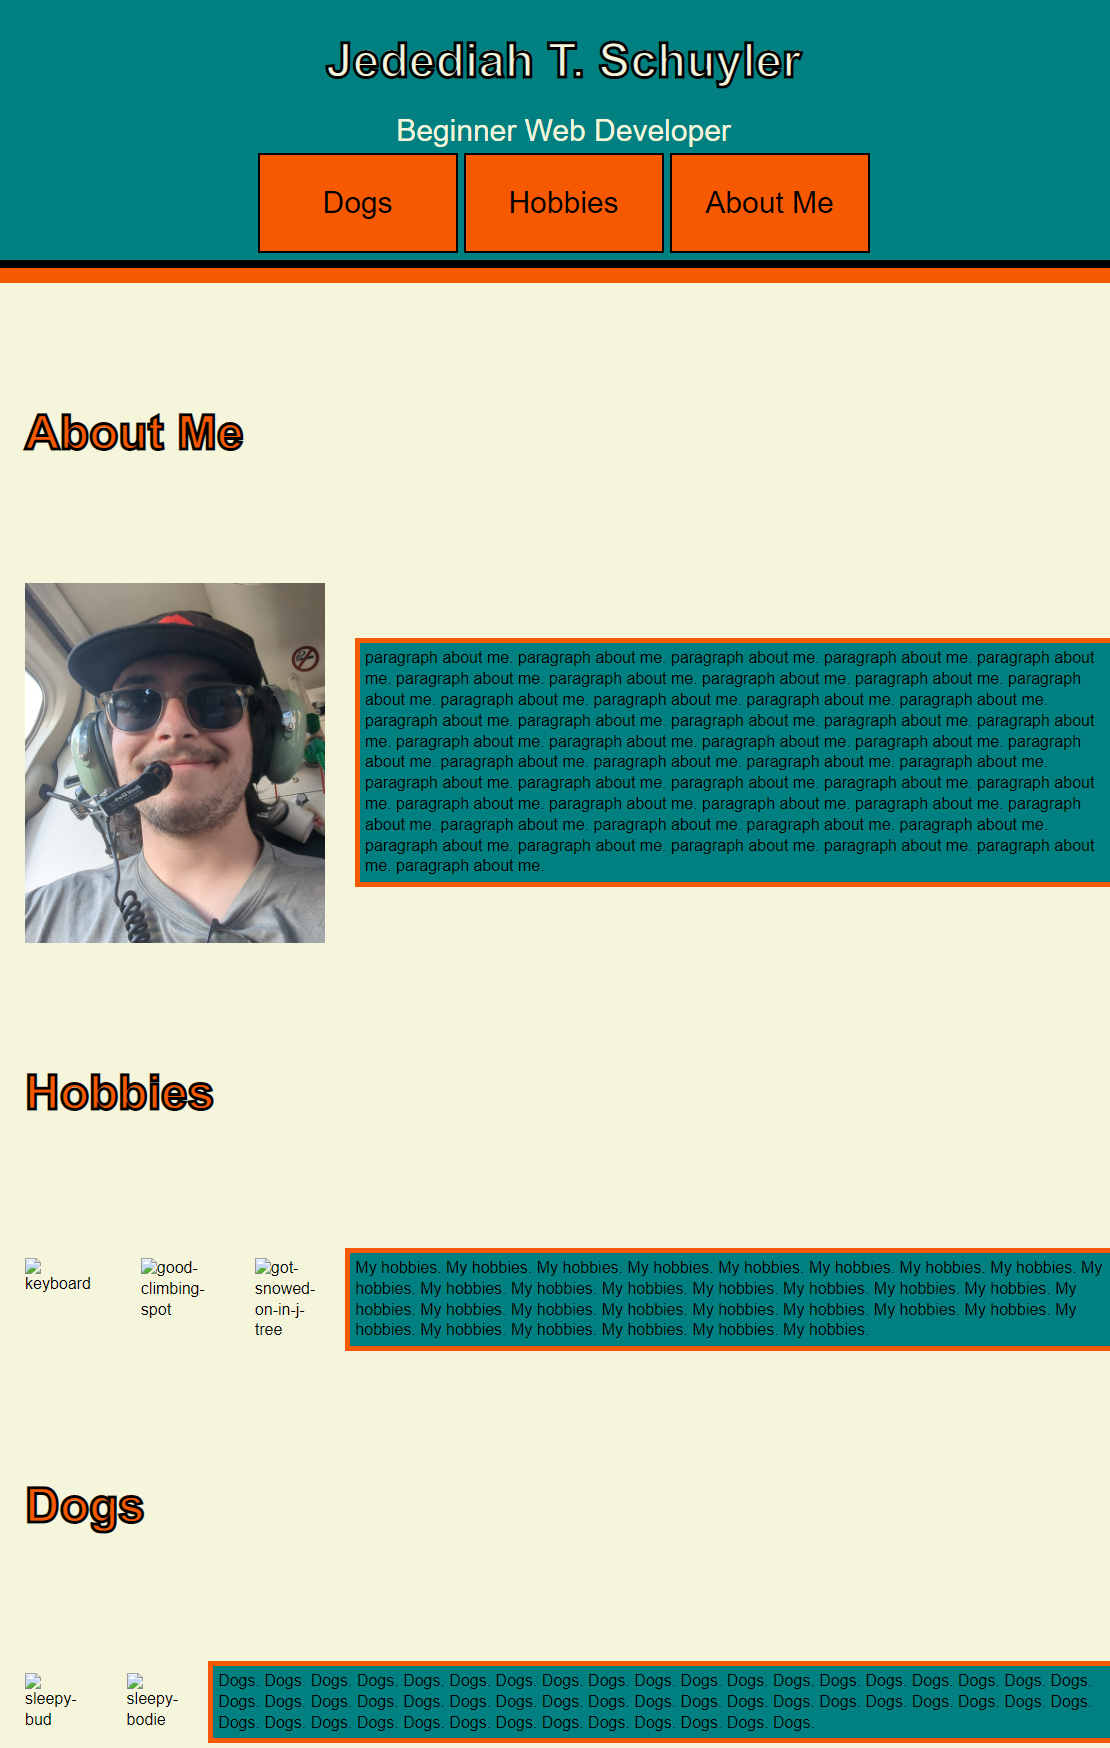 Jedediah T. Schuyler
Beginner Web Developer
Dogs
Hobbies
About Me
About Me
paragraph about me. paragraph about me. paragraph about me. paragraph about me. paragraph about
me. paragraph about me. paragraph about me. paragraph about me. paragraph about me. paragraph
about me. paragraph about me. paragraph about me. paragraph about me. paragraph about me.
paragraph about me. paragraph about me. paragraph about me. paragraph about me. paragraph about
me. paragraph about me. paragraph about me. paragraph about me. paragraph about me. paragraph
about me. paragraph about me. paragraph about me. paragraph about me. paragraph about me.
paragraph about me. paragraph about me. paragraph about me. paragraph about me. paragraph about
me. paragraph about me. paragraph about me. paragraph about me. paragraph about me. paragraph
about me. paragraph about me. paragraph about me. paragraph about me. paragraph about me.
paragraph about me. paragraph about me. paragraph about me. paragraph about me. paragraph about
me. paragraph about me.
Hobbies
keyboard
good-
climbing-
spot
got-
snowed-
on-in-j-
tree
My hobbies. My hobbies. My hobbies. My hobbies. My hobbies. My hobbies. My hobbies. My hobbies. My
hobbies. My hobbies. My hobbies. My hobbies. My hobbies. My hobbies. My hobbies. My hobbies. My
hobbies. My hobbies. My hobbies. My hobbies. My hobbies. My hobbies. My hobbies. My hobbies. My
hobbies. My hobbies. My hobbies. My hobbies. My hobbies. My hobbies.
Dogs
sleepy-
bud
sleepy-
bodie
Dogs. Dogs. Dogs. Dogs. Dogs. Dogs. Dogs. Dogs. Dogs. Dogs. Dogs. Dogs. Dogs. Dogs. Dogs. Dogs. Dogs. Dogs. Dogs.
Dogs. Dogs. Dogs. Dogs. Dogs. Dogs. Dogs. Dogs. Dogs. Dogs. Dogs. Dogs. Dogs. Dogs. Dogs. Dogs. Dogs. Dogs. Dogs.
Dogs. Dogs. Dogs. Dogs. Dogs. Dogs. Dogs. Dogs. Dogs. Dogs. Dogs. Dogs. Dogs.